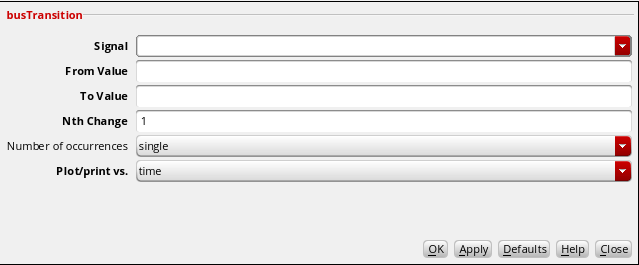 busTransition
Signal
From Value
To Value
Nth Change 1
Number of occurrences single
Plot/print vs. time
OK Apply Defaults Help Close